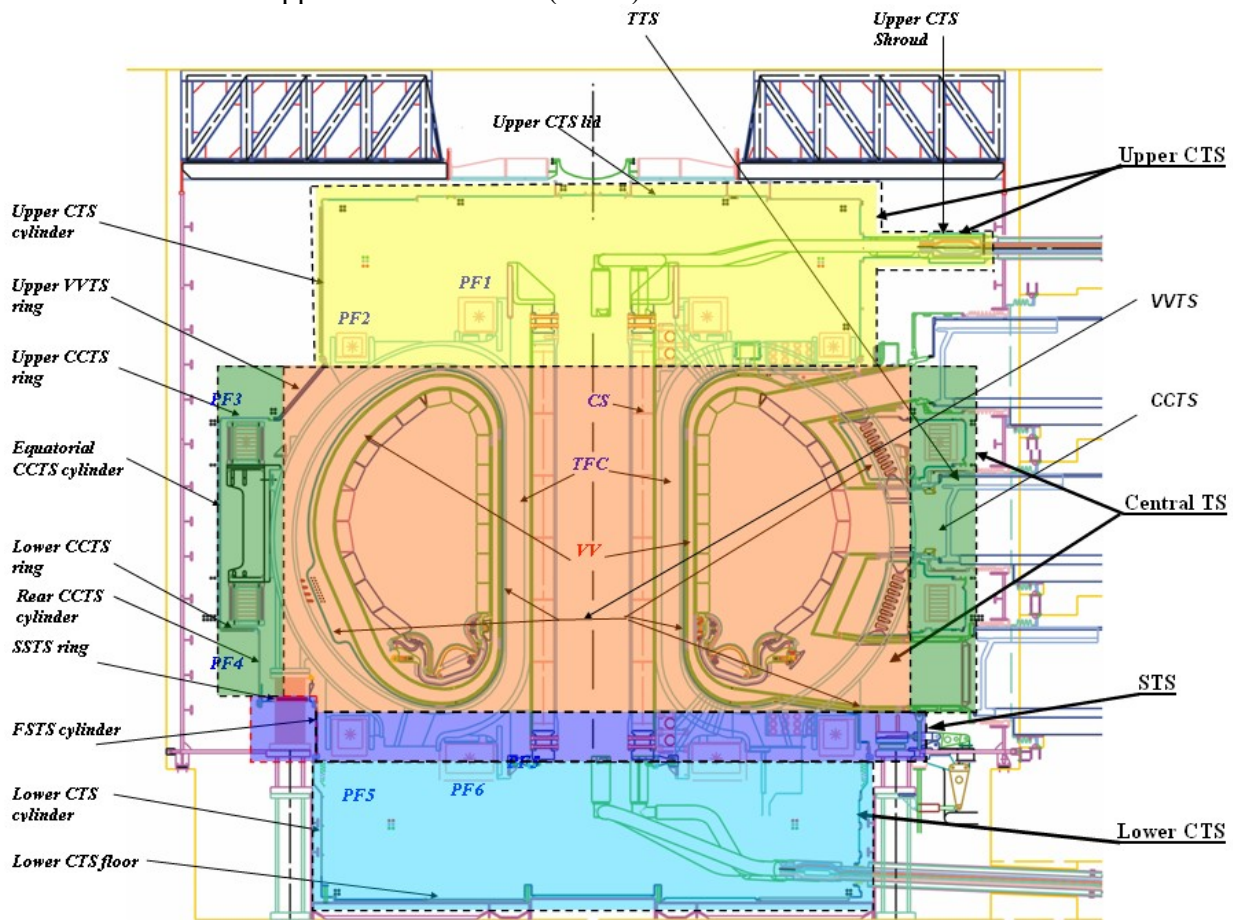 TTS
Upper CTS
Shroud
Upper CTS lid
Upper CTS
Upper CTS
cylinder
Upper VVTS
ring
Upper CCTS
ring
Equatorial
CCTS cylinder
Lower CCTS
ring
Rear CCTS
cylinder
SSTS ring
FSTS cylinder
Lower CTS
cylinder
Lower CTS floor
PF1
PF2
PF3
PF4
CS
TFC
VV
PF5
PF5
PF6
VVTS
CCTS
Central TS
STS
Lower CTS